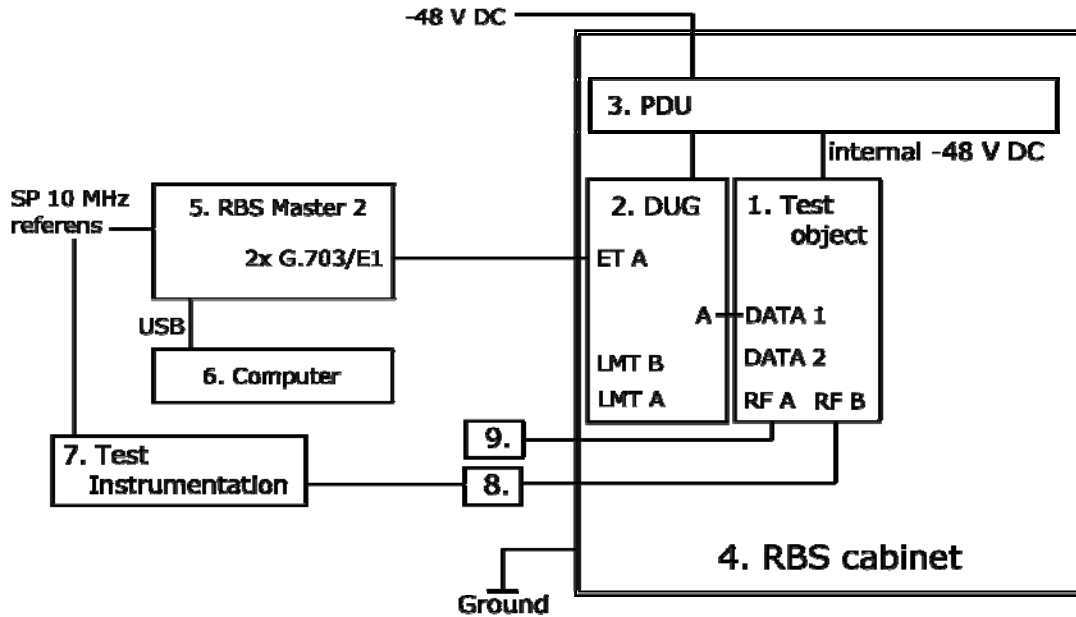 -48 V DC
3. PDU
internal -48 V DC
SP 10 MHz
referens
5. RBS Master 2
2x G.703/E1
2. DUG
ET A
A
LMT B
LMT A
1. Test
object
DATA 1
DATA 2
RF A RF B
USB
6. Computer
7. Test
Instrumentation
9.
8.
4. RBS cabinet
Ground